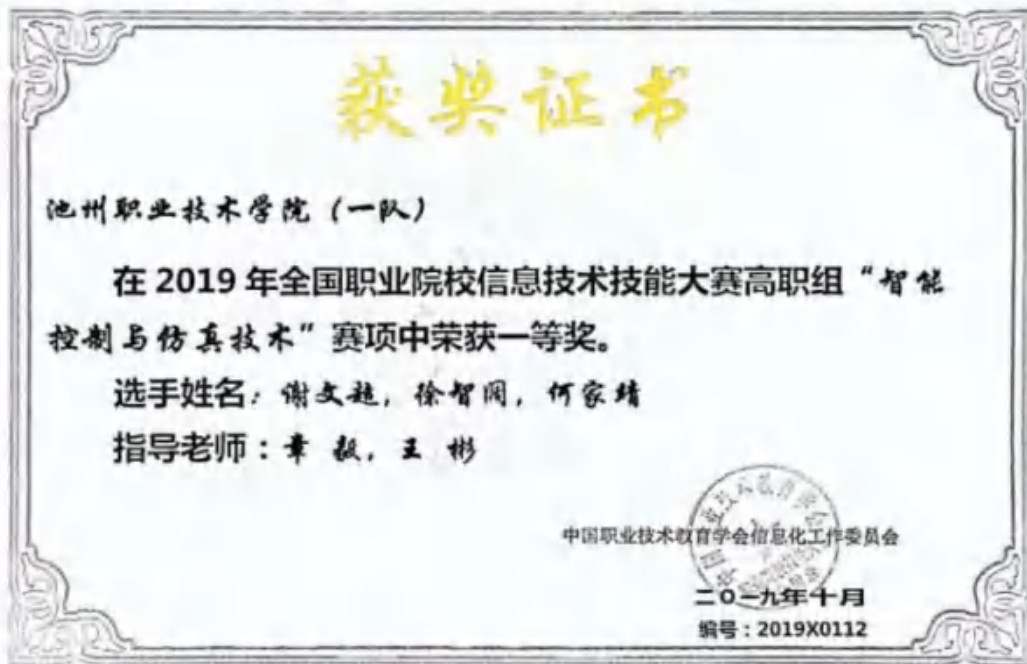 获奖证书
池州职业技术学院（一队）
在 2019 年全国职业院校信息技术技能大赛高职组“智能
控制与仿真技术”赛项中荣获一等奖。
选手姓名：谢文超，徐智闯，何家靖
指导老师：章 毅，王 彬
中国职业技术教育学会信息化工作委员会
二〇一九年十月
编号：2019X0112